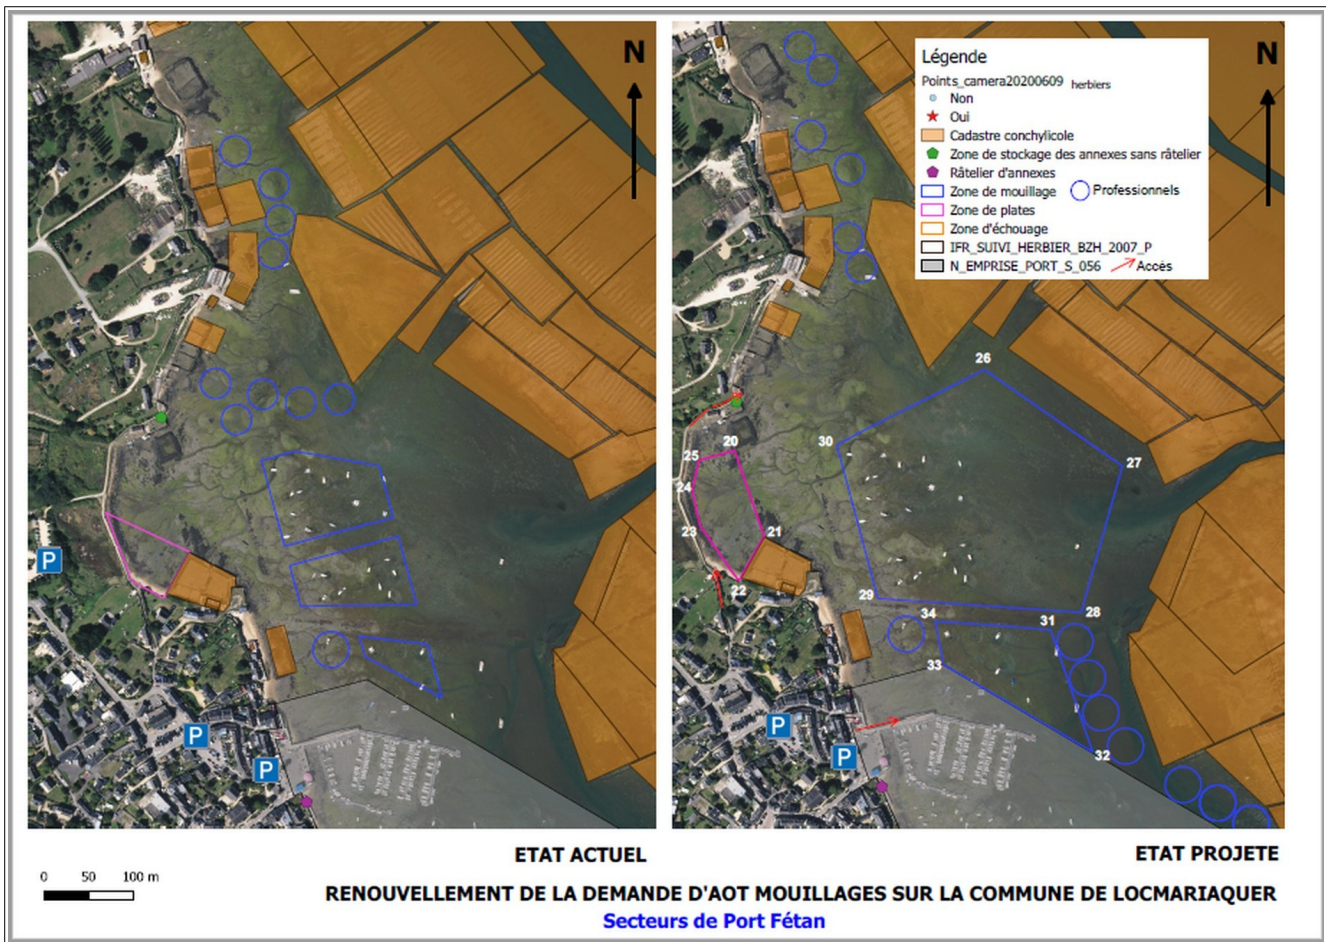 N
N
Légende
Points_camera20200609 herbiers
Non
Oui
Cadastre conchylicole
Zone de stockage des annexes sans râtelier
Râtelier d'annexes
Zone de mouillage Professionnels
Zone de plates
Zone d'échouage
IFR_SUIVI_HERBIER_BZH_2007_P
N_EMPRISE_PORT_S_056 Accès
26
30
20
25
27
24
23
21
22
29
28
34
31
33
32
P
P
P
P
P
ETAT ACTUEL
ETAT PROJETE
0 50 100 m
RENOUVELLEMENT DE LA DEMANDE D'AOT MOUILLAGES SUR LA COMMUNE DE LOCMARIAQUER
Secteurs de Port Fétan